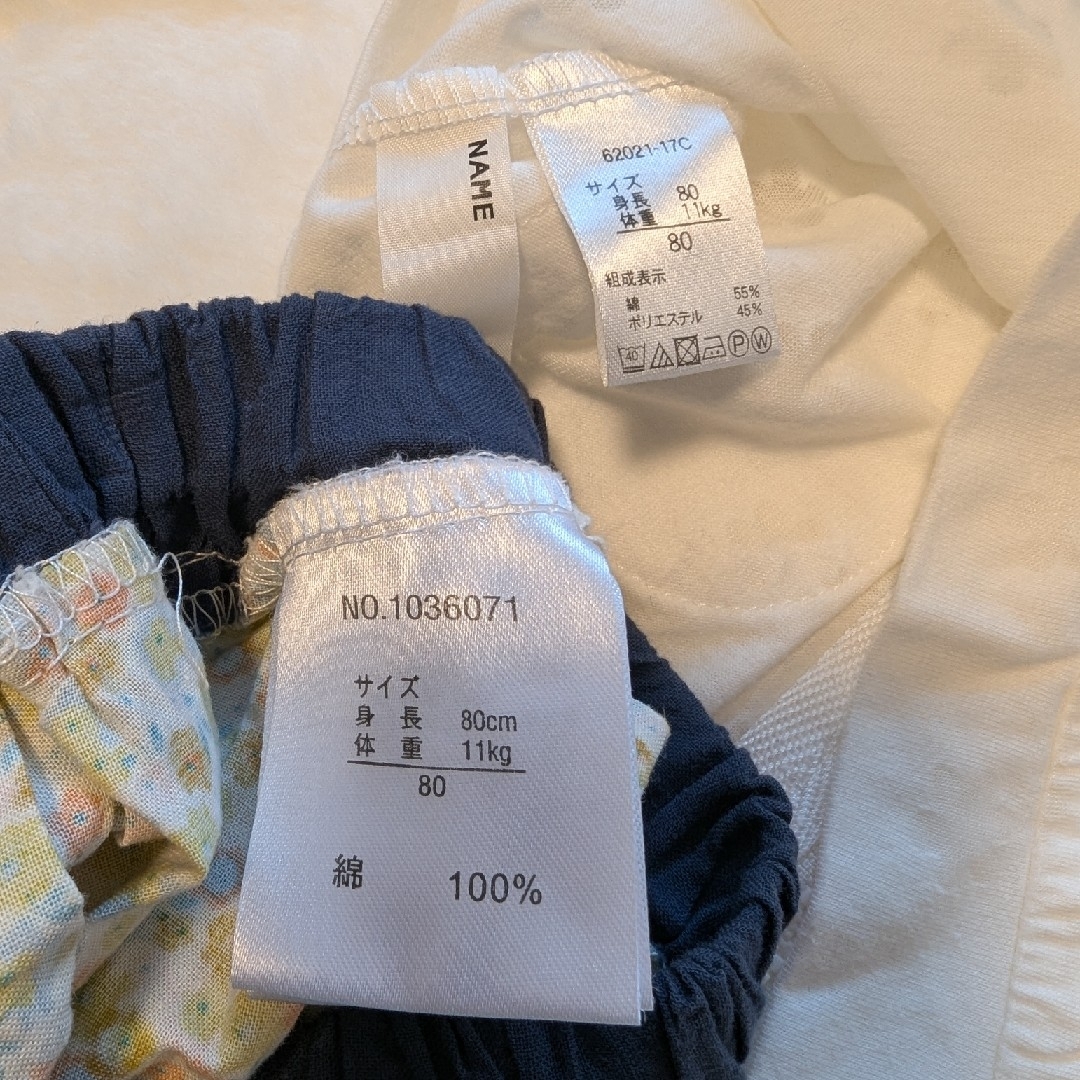 NAME
62021-17C
サイズ
身長 80
体重 11kg
80
組成表示
綿 55%
ポリエステル 45%
40 P W
NO.1036071
サイズ
身長 80cm
体重 11kg
80
綿 100%